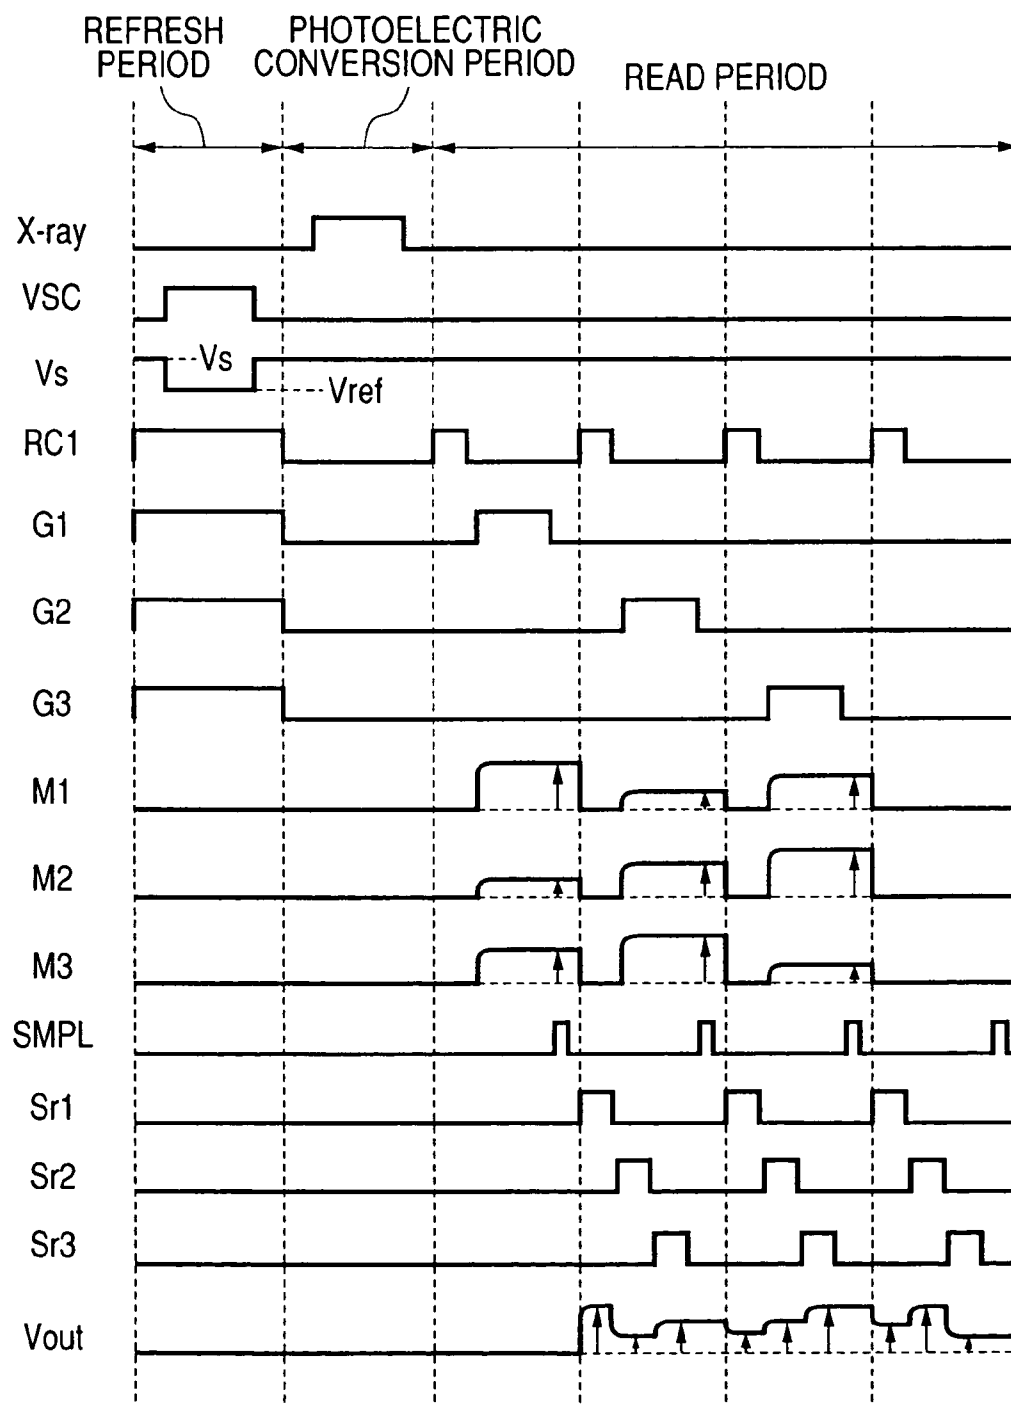 REFRESH
PERIOD
PHOTOELECTRIC
CONVERSION PERIOD
READ PERIOD
X-ray
VSC
Vs
Vs
Vref
RC1
G1
G2
G3
M1
M2
M3
SMPL
Sr1
Sr2
Sr3
Vout